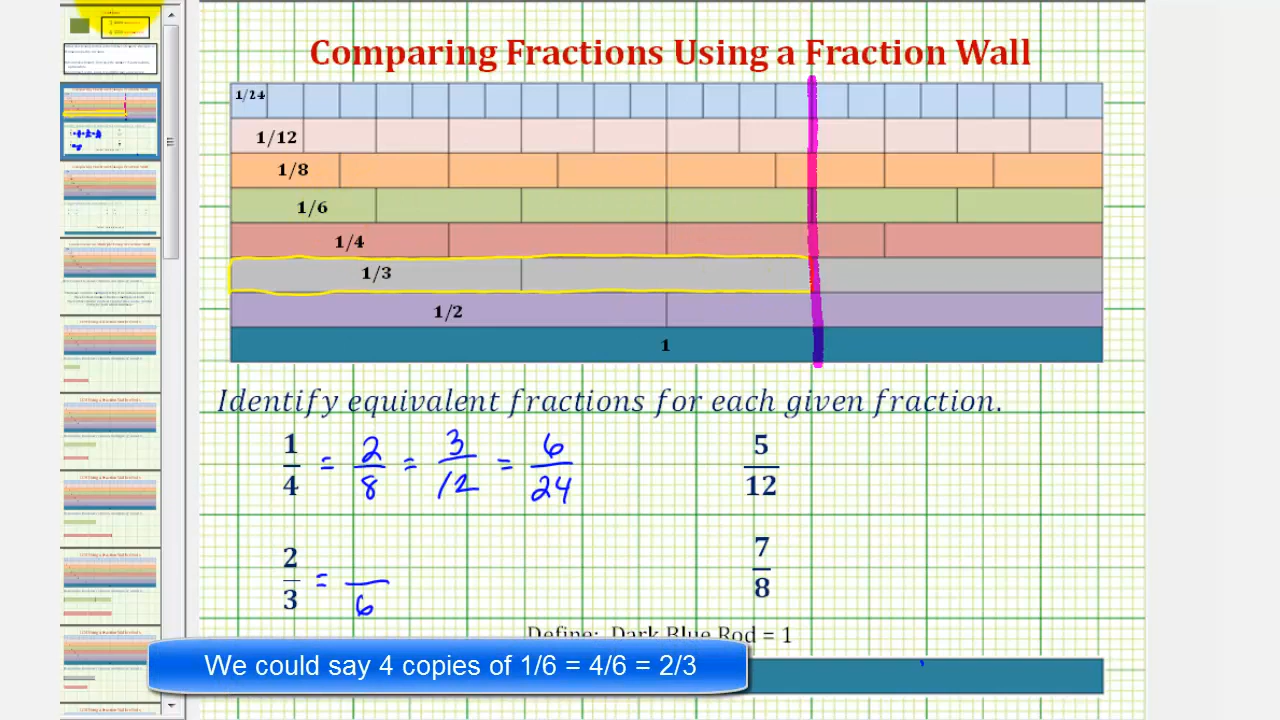 Comparing Fractions Using a Fraction Wall
1/24
1/12
1/8
1/6
1/4
1/3
1/2
1
Identify equivalent fractions for each given fraction.
1/4 = 2/8 = 3/12 = 6/24
5/12
2/3 = /6
7/8
Define: Dark Blue Rod = 1
We could say 4 copies of 1/6 = 4/6 = 2/3